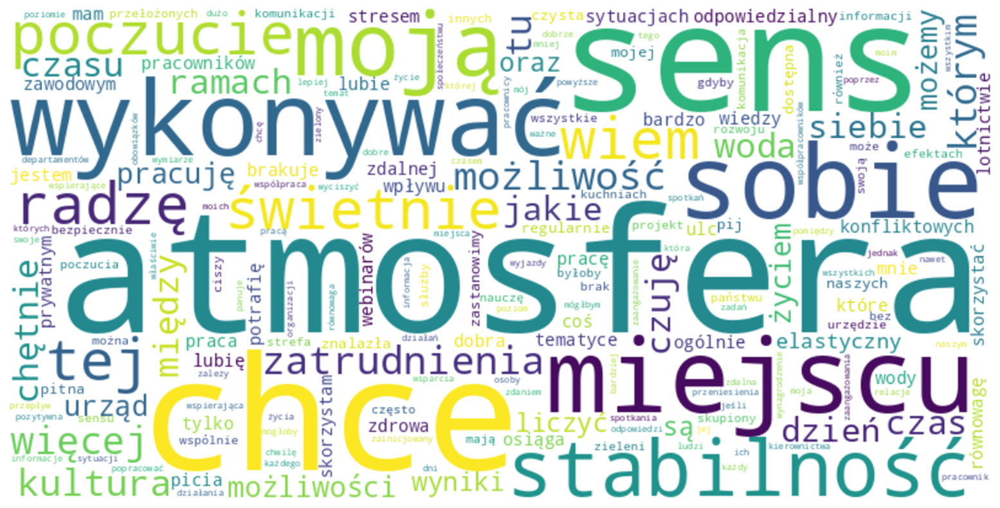 poziomie
mam
przełożonych
dużo
komunikacji
stresem
innych
czysta
sytuacjach
odpowiedzialny
informacji
poczucie
moją
tu
sens
możemy
którym
wszystkim
społeczeństwu
dobrze
mniej
tego
mojej
komunikacja
dostępna
moim
również
czasu
pracowników
oraz
zawodowym
ramach
lepiej
lubie
życie
której
temat
mój
powyższe
gdyby
poprzez
lotnictwie
wykonywać
pracownicy
wszystkie
ważne
bardzo
wiedzy
rozwoju
współpracowników
siebie
obowiązków
chcę
zielony
wiem
woda
może
efektach
departamentów
wymiarze
dobre
czasem
swoją
sobie
jestem
pracuję
brakuje
zdalnej
możliwość
wspierające
współpraca
wyciszyć
wpływu
kuchniach
spotkań
radzę
moich
świetnie
jakie
których
bezpiecznie
pracą
miejsca
regularnie
projekt
ulc
pij
pomiędzy
konfliktowych
swoje
prywatnym
właściwie
atmosfera
webinarów
zastanowimy
życiem
która
jednak
nawet
skorzystać
poczucia
ciszy
potrafię
wyjazdy
pracę
byłoby
brak
czuję
wszystkich
mnie
naszych
chętnie
między
panuje
organizacji
równowaga
informacja
służby
nauczę
poziom
mógłbym
zaangażowanie
państwu
zadań
które
bez
urzędzie
coś
można
praca
strefa
znalazła
działań
dobra
tematyce
ogólnie
elastyczny
naszym
tej
lubię
zatrudnienia
miejscu
bardziej
wynagrodzenie
zaangażowania
zależy
chce
skorzystam
wsparcia
osoby
zdaniem
zdalna
przeniesienia
moja
wody
relacje
równowagę
pitna
przepływ
urząd
wspierająca
często
jeśli
pozytywna
sensu
tylko
życia
zdrowa
liczyć
spotkania
odpowiedzi
są
jej
skupiony
dzień
czas
więcej
wspólnie
mogłoby
zainicjowany
mają
osiąga
zieleni
ludzi
ich
kierownictwa
informacje
sytuacji
popracować
chwilę
każdego
dni
stabilność
każdy
pracownik
kultura
picia
działania
możliwości
wyniki